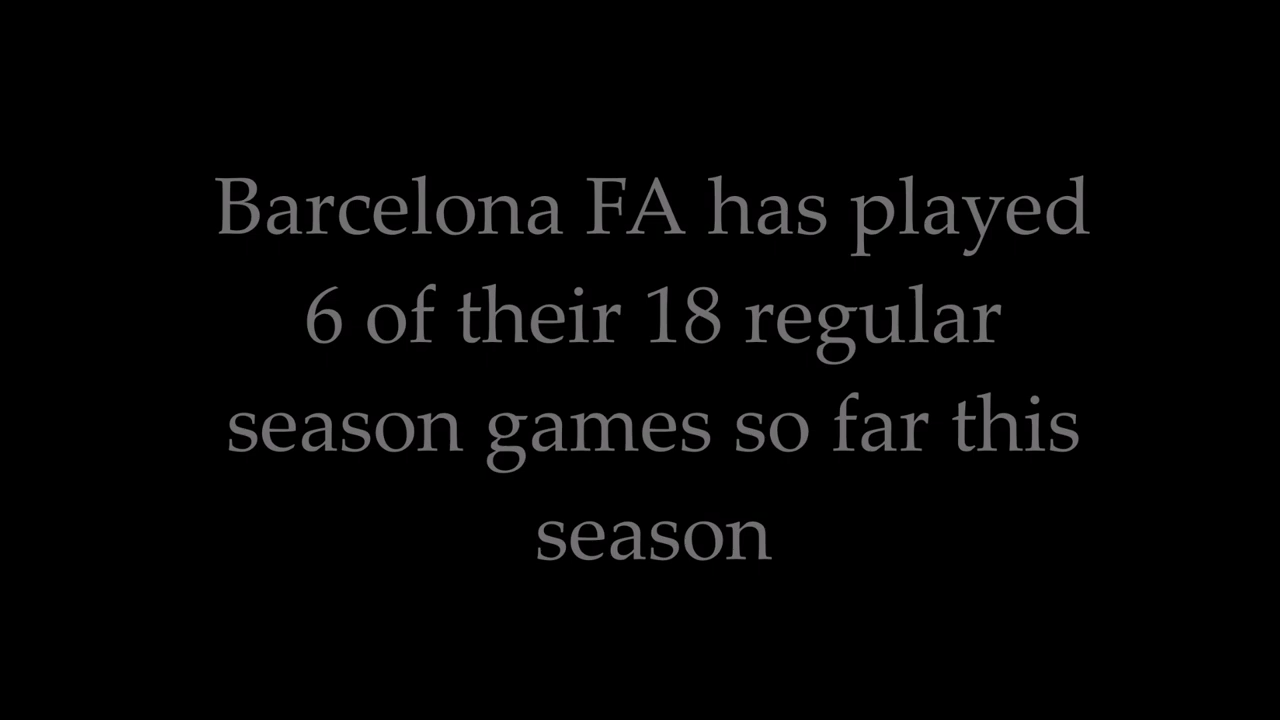 Barcelona FA has played
6 of their 18 regular
season games so far this
season